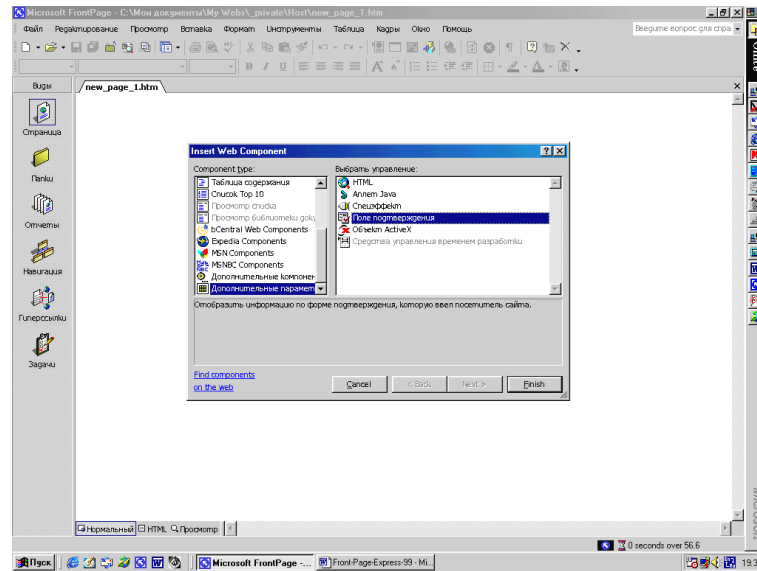 Microsoft FrontPage - C:\Мои документы\My Webs\_private\Host\new_page_1.htm
Файл Редактирование Просмотр Вставка Формат Инструменты Таблица Кадры Окно Помощь
Введите вопрос для спра
Виды
new_page_1.htm
Страница
Папки
Отчеты
Навигация
Гиперссылки
Задачи
Insert Web Component
Component type:
Таблица содержания
Список Top 10
Просмотр списка
Просмотр библиотеки доку
bCentral Web Components
Expedia Components
MSN Components
MSNBC Components
Дополнительные компонен
Дополнительные парамет
Выбрать управление:
HTML
Апплет Java
Спецэффект
Поле подтверждения
Объект ActiveX
Средства управления временем разработки
Отобразить информацию по форме подтверждения, которую ввел посетитель сайта.
Find components
on the web
Cancel
< Back
Next >
Finish
Нормальный HTML Просмотр
0 seconds over 56.6
Пуск
Microsoft FrontPage -...
Front-Page-Express-99 - Mi...
19:3
Office